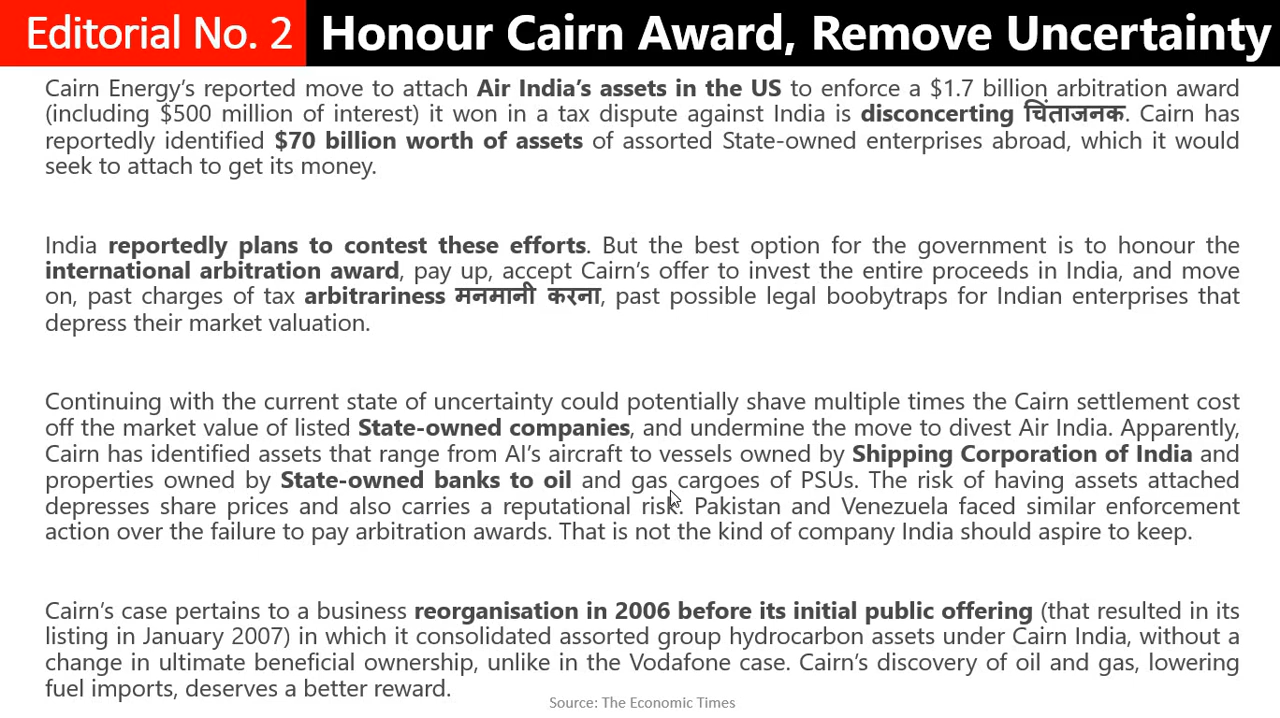 Editorial No. 2
Honour Cairn Award, Remove Uncertainty
Cairn Energy’s reported move to attach Air India’s assets in the US to enforce a $1.7 billion arbitration award
(including $500 million of interest) it won in a tax dispute against India is disconcerting चिंताजनक. Cairn has
reportedly identified $70 billion worth of assets of assorted State-owned enterprises abroad, which it would
seek to attach to get its money.
India reportedly plans to contest these efforts. But the best option for the government is to honour the
international arbitration award, pay up, accept Cairn’s offer to invest the entire proceeds in India, and move
on, past charges of tax arbitrariness मनमानी करना, past possible legal boobytraps for Indian enterprises that
depress their market valuation.
Continuing with the current state of uncertainty could potentially shave multiple times the Cairn settlement cost
off the market value of listed State-owned companies, and undermine the move to divest Air India. Apparently,
Cairn has identified assets that range from AI’s aircraft to vessels owned by Shipping Corporation of India and
properties owned by State-owned banks to oil and gas cargoes of PSUs. The risk of having assets attached
depresses share prices and also carries a reputational risk. Pakistan and Venezuela faced similar enforcement
action over the failure to pay arbitration awards. That is not the kind of company India should aspire to keep.
Cairn’s case pertains to a business reorganisation in 2006 before its initial public offering (that resulted in its
listing in January 2007) in which it consolidated assorted group hydrocarbon assets under Cairn India, without a
change in ultimate beneficial ownership, unlike in the Vodafone case. Cairn’s discovery of oil and gas, lowering
fuel imports, deserves a better reward.
Source: The Economic Times